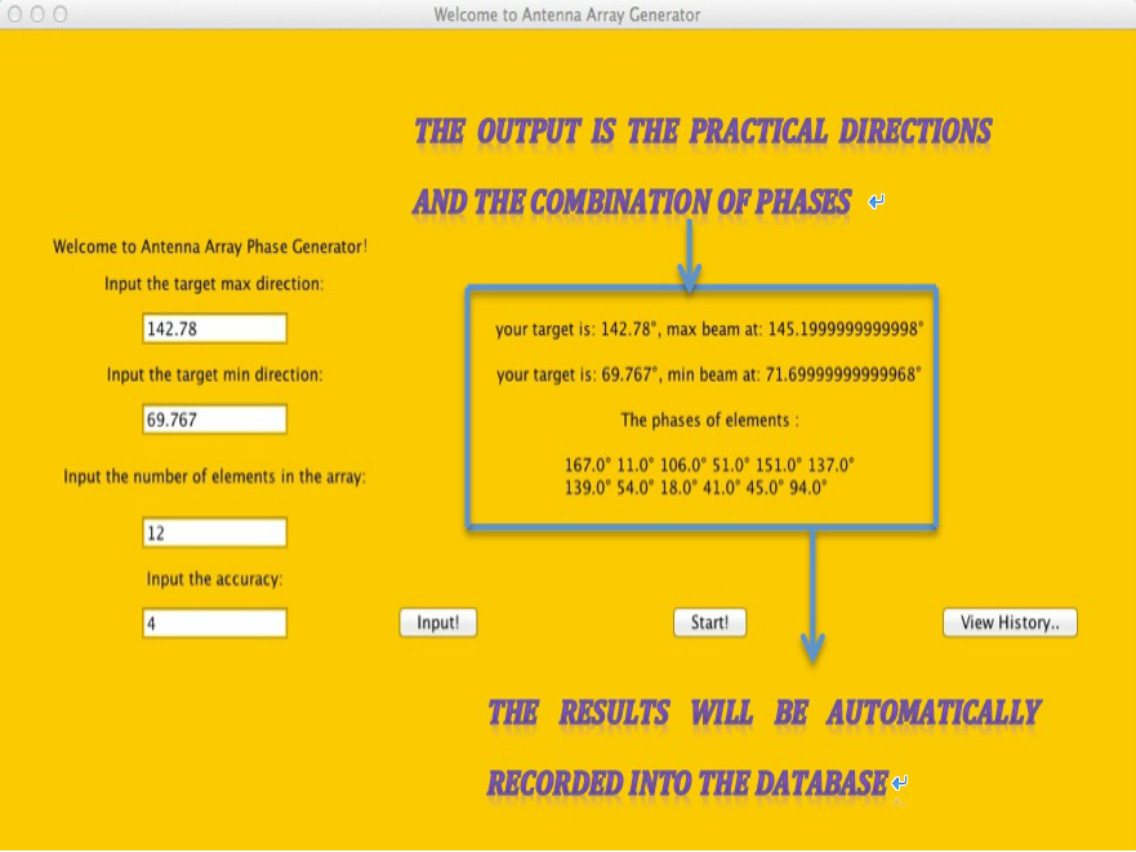 Welcome to Antenna Array Generator
THE OUTPUT IS THE PRACTICAL DIRECTIONS
AND THE COMBINATION OF PHASES ↵
Welcome to Antenna Array Phase Generator!
Input the target max direction:
142.78
Input the target min direction:
69.767
Input the number of elements in the array:
12
Input the accuracy:
4
your target is: 142.78°, max beam at: 145.1999999999998°
your target is: 69.767°, min beam at: 71.69999999999968°
The phases of elements :
167.0° 11.0° 106.0° 51.0° 151.0° 137.0°
139.0° 54.0° 18.0° 41.0° 45.0° 94.0°
Input!
Start!
View History..
THE RESULTS WILL BE AUTOMATICALLY
RECORDED INTO THE DATABASE↵